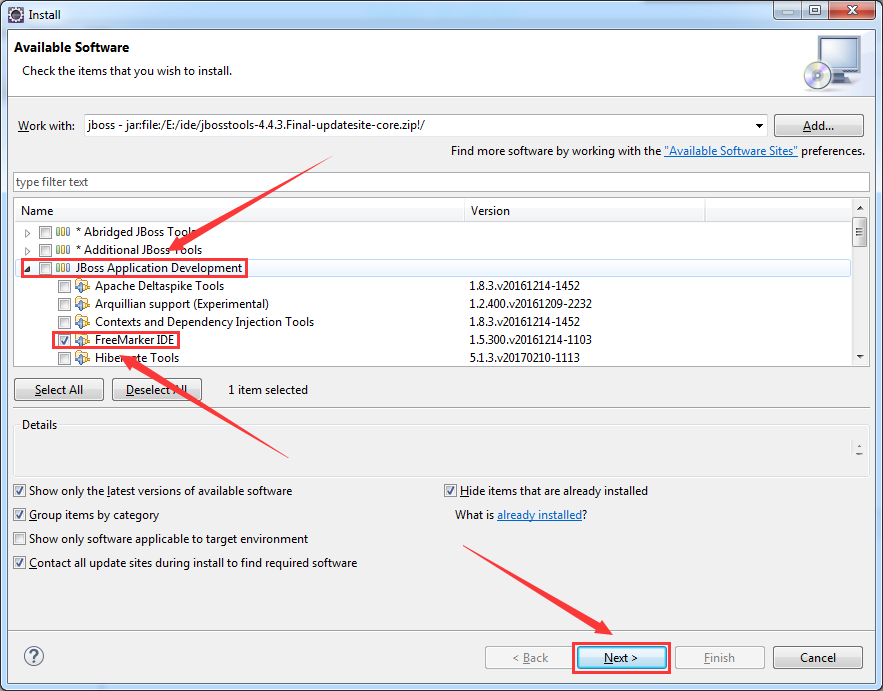 Install
Available Software
Check the items that you wish to install.
Work with: jboss - jar:file:/E:/ide/jbosstools-4.4.3.Final-updatesite-core.zip!/ Add...
Find more software by working with the "Available Software Sites" preferences.
type filter text
Name Version
* Abridged JBoss Tools
* Additional JBoss Tools
JBoss Application Development
Apache Deltaspike Tools 1.8.3.v20161214-1452
Arquillian support (Experimental) 1.2.400.v20161209-2232
Contexts and Dependency Injection Tools 1.8.3.v20161214-1452
FreeMarker IDE 1.5.300.v20161214-1103
Hibernate Tools 5.1.3.v20170210-1113
Select All Deselect All 1 item selected
Details
Show only the latest versions of available software Hide items that are already installed
Group items by category What is already installed?
Show only software applicable to target environment
Contact all update sites during install to find required software
? < Back Next > Finish Cancel